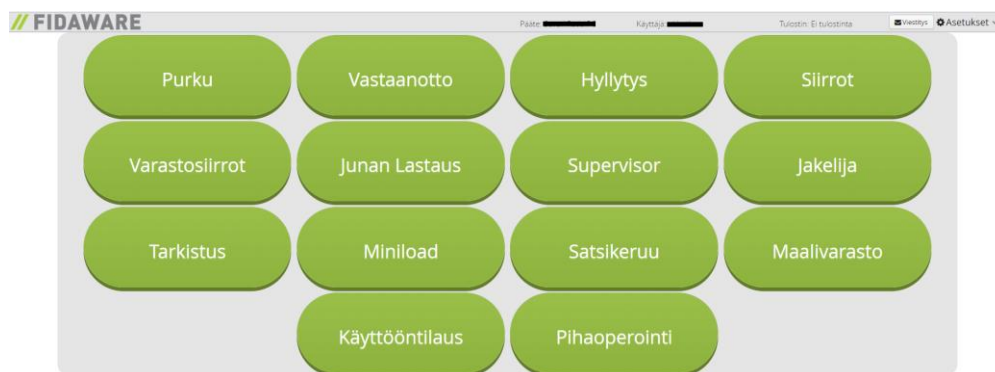 // FIDAWARE Pääte: Käyttäjä: Tulostin: Ei tulostinta Viestitys Asetukset
Purku Vastaanotto Hyllytys Siirrot
Varastosiirrot Junan Lastaus Supervisor Jakelija
Tarkistus Miniload Satsikeruu Maalivarasto
Käyttööntilaus Pihaoperointi